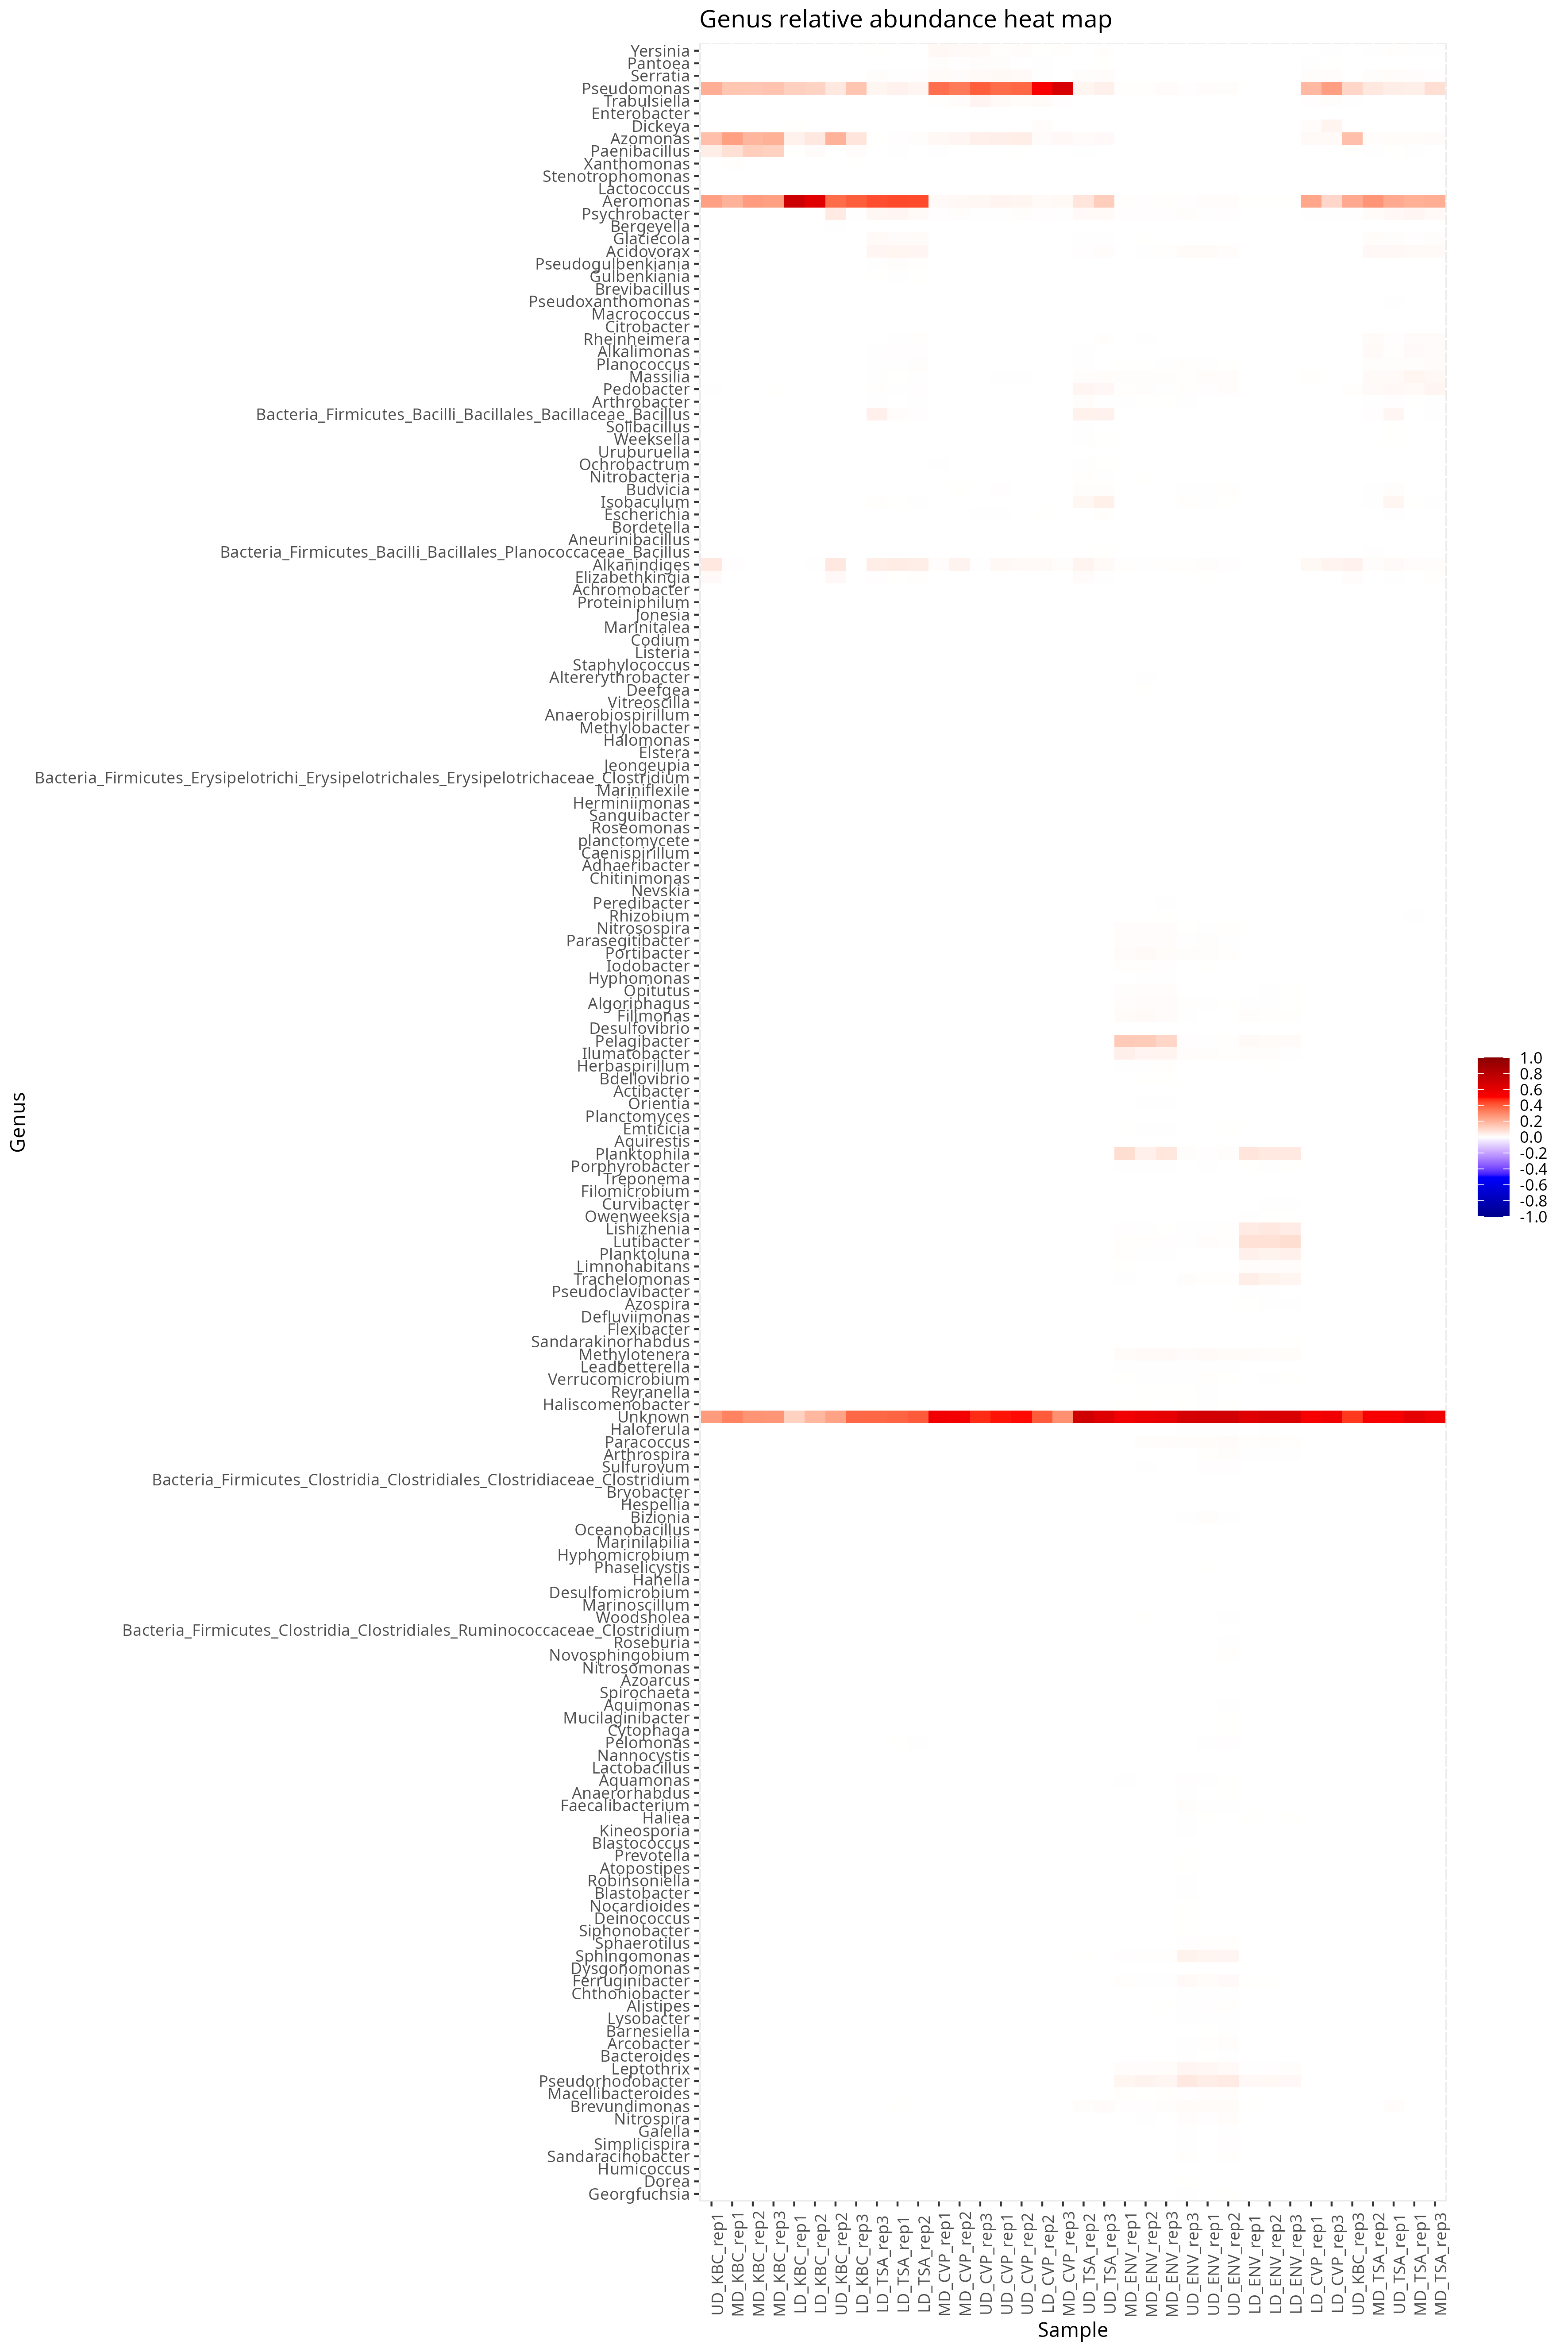 Genus relative abundance heat map
Yersinia
Pantoea
Serratia
Pseudomonas
Trabulsiella
Enterobacter
Dickeya
Azomonas
Paenibacillus
Xanthomonas
Stenotrophomonas
Lactococcus
Aeromonas
Psychrobacter
Bergeyella
Glaciecola
Acidovorax
Pseudogulbenkiania
Gulbenkiania
Brevibacillus
Pseudoxanthomonas
Macrococcus
Citrobacter
Rheinheimera
Alkalimonas
Planococcus
Massilia
Pedobacter
Arthrobacter
Bacteria_Firmicutes_Bacilli_Bacillales_Bacillaceae_Bacillus
Solibacillus
Weeksella
Uruburuella
Ochrobactrum
Nitrobacteria
Budvicia
Isobaculum
Escherichia
Bordetella
Aneurinibacillus
Bacteria_Firmicutes_Bacilli_Bacillales_Planococcaceae_Bacillus
Alkanindiges
Elizabethkingia
Achromobacter
Proteiniphilum
Jonesia
Marinitalea
Codium
Listeria
Staphylococcus
Altererythrobacter
Deefgea
Vitreoscilla
Anaerobiospirillum
Methylobacter
Halomonas
Elstera
Jeongeupia
Bacteria_Firmicutes_Erysipelotrichi_Erysipelotrichales_Erysipelotrichaceae_Clostridium
Mariniflexile
Herminiimonas
Sanguibacter
Roseomonas
planctomycete
Caenispirillum
Adhaeribacter
Chitinimonas
Nevskia
Peredibacter
Rhizobium
Nitrosospira
Parasegitibacter
Portibacter
Iodobacter
Hyphomonas
Opitutus
Algoriphagus
Filimonas
Desulfovibrio
Pelagibacter
Ilumatobacter
Herbaspirillum
Bdellovibrio
Actibacter
Orientia
Planctomyces
Emticicia
Aquirestis
Planktophila
Porphyrobacter
Treponema
Filomicrobium
Curvibacter
Owenweeksia
Lishizhenia
Lutibacter
Planktoluna
Limnohabitans
Trachelomonas
Pseudoclavibacter
Azospira
Defluviimonas
Flexibacter
Sandarakinorhabdus
Methylotenera
Leadbetterella
Verrucomicrobium
Reyranella
Haliscomenobacter
Unknown
Haloferula
Paracoccus
Arthrospira
Sulfurovum
Bacteria_Firmicutes_Clostridia_Clostridiales_Clostridiaceae_Clostridium
Bryobacter
Hespellia
Bizionia
Oceanobacillus
Marinilabilia
Hyphomicrobium
Phaselicystis
Hahella
Desulfomicrobium
Marinoscillum
Woodsholea
Bacteria_Firmicutes_Clostridia_Clostridiales_Ruminococcaceae_Clostridium
Roseburia
Novosphingobium
Nitrosomonas
Azoarcus
Spirochaeta
Aquimonas
Mucilaginibacter
Cytophaga
Pelomonas
Nannocystis
Lactobacillus
Aquamonas
Anaerorhabdus
Faecalibacterium
Haliea
Kineosporia
Blastococcus
Prevotella
Atopostipes
Robinsoniella
Blastobacter
Nocardioides
Deinococcus
Siphonobacter
Sphaerotilus
Sphingomonas
Dysgonomonas
Ferruginibacter
Chthoniobacter
Alistipes
Lysobacter
Barnesiella
Arcobacter
Bacteroides
Leptothrix
Pseudorhodobacter
Macellibacteroides
Brevundimonas
Nitrospira
Gaiella
Simplicispira
Sandaracinobacter
Humicoccus
Dorea
Georgfuchsia
Genus
UD_KBC_rep1
MD_KBC_rep1
MD_KBC_rep2
MD_KBC_rep3
LD_KBC_rep1
LD_KBC_rep2
UD_KBC_rep2
LD_KBC_rep3
LD_TSA_rep3
LD_TSA_rep1
LD_TSA_rep2
MD_CVP_rep1
MD_CVP_rep2
UD_CVP_rep3
UD_CVP_rep1
UD_CVP_rep2
LD_CVP_rep2
MD_CVP_rep3
UD_TSA_rep2
UD_TSA_rep3
MD_ENV_rep1
MD_ENV_rep2
MD_ENV_rep3
UD_ENV_rep3
UD_ENV_rep1
UD_ENV_rep2
LD_ENV_rep1
LD_ENV_rep2
LD_ENV_rep3
LD_CVP_rep1
LD_CVP_rep3
UD_KBC_rep3
MD_TSA_rep2
UD_TSA_rep1
MD_TSA_rep1
MD_TSA_rep3
Sample
1.0
0.8
0.6
0.4
0.2
0.0
-0.2
-0.4
-0.6
-0.8
-1.0